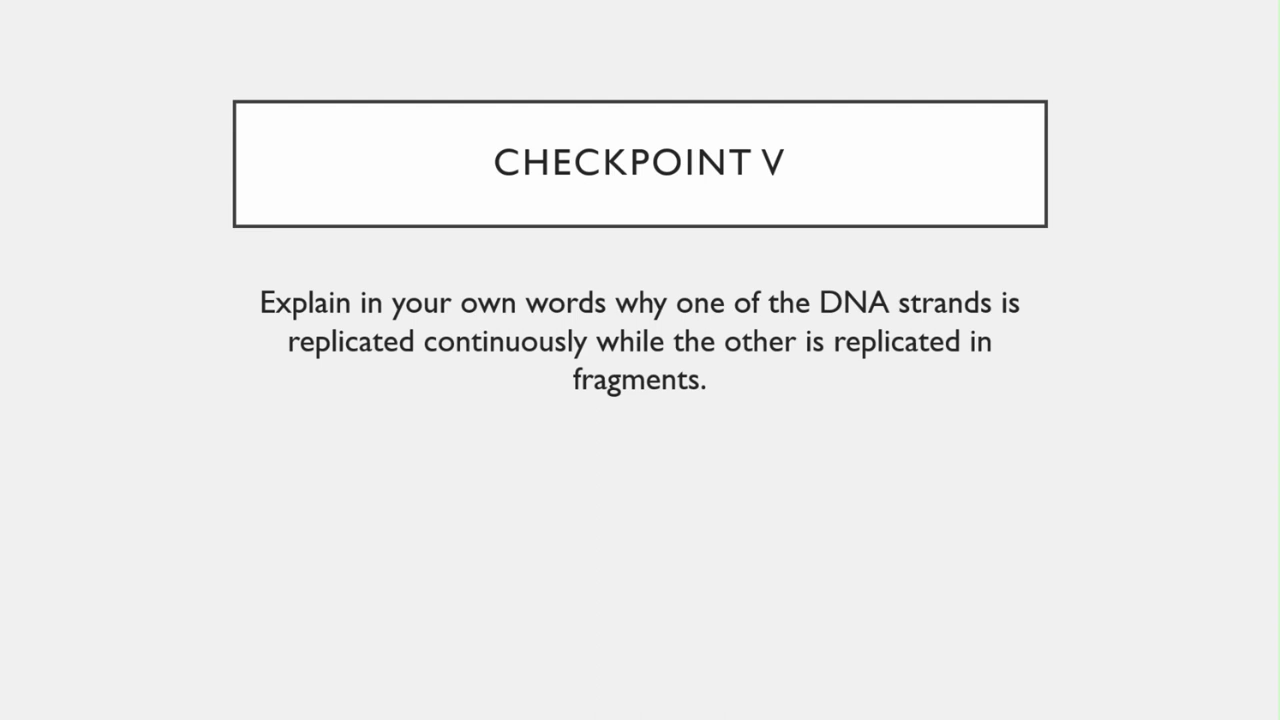 CHECKPOINT V
Explain in your own words why one of the DNA strands is
replicated continuously while the other is replicated in
fragments.